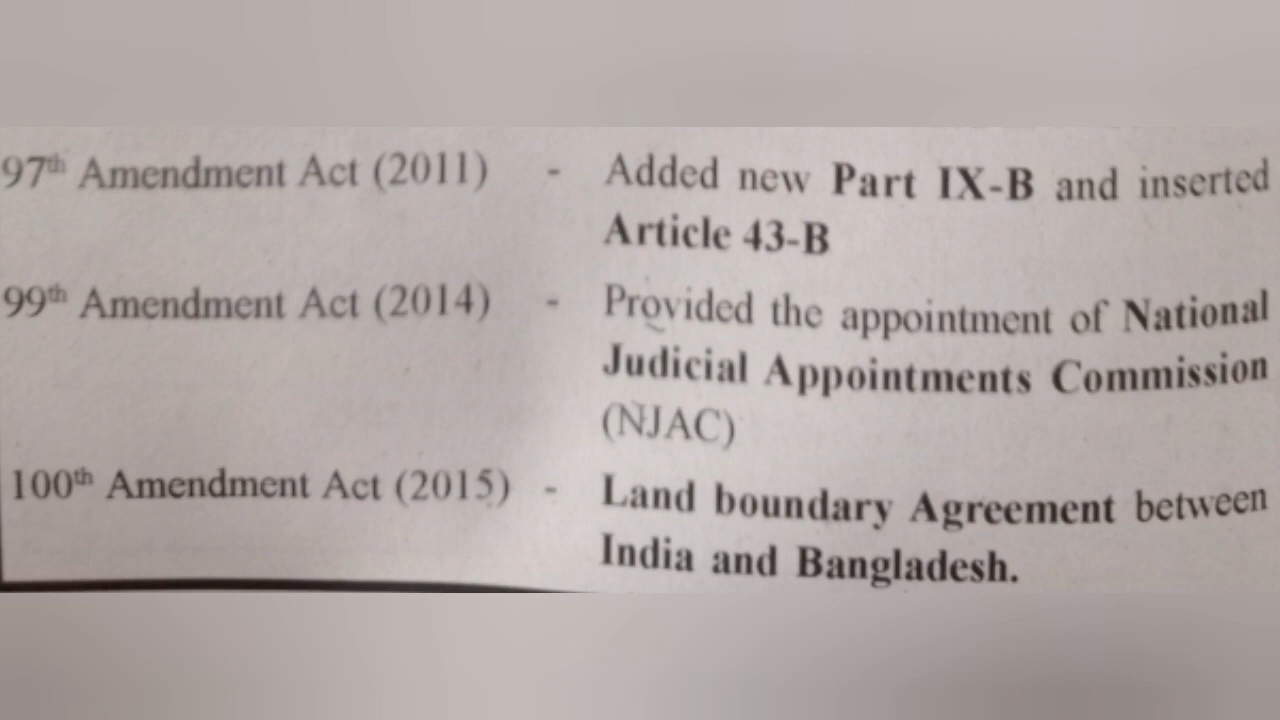 97th Amendment Act (2011) - Added new Part IX-B and inserted
Article 43-B
99th Amendment Act (2014) - Provided the appointment of National
Judicial Appointments Commission
(NJAC)
100th Amendment Act (2015) - Land boundary Agreement between
India and Bangladesh.